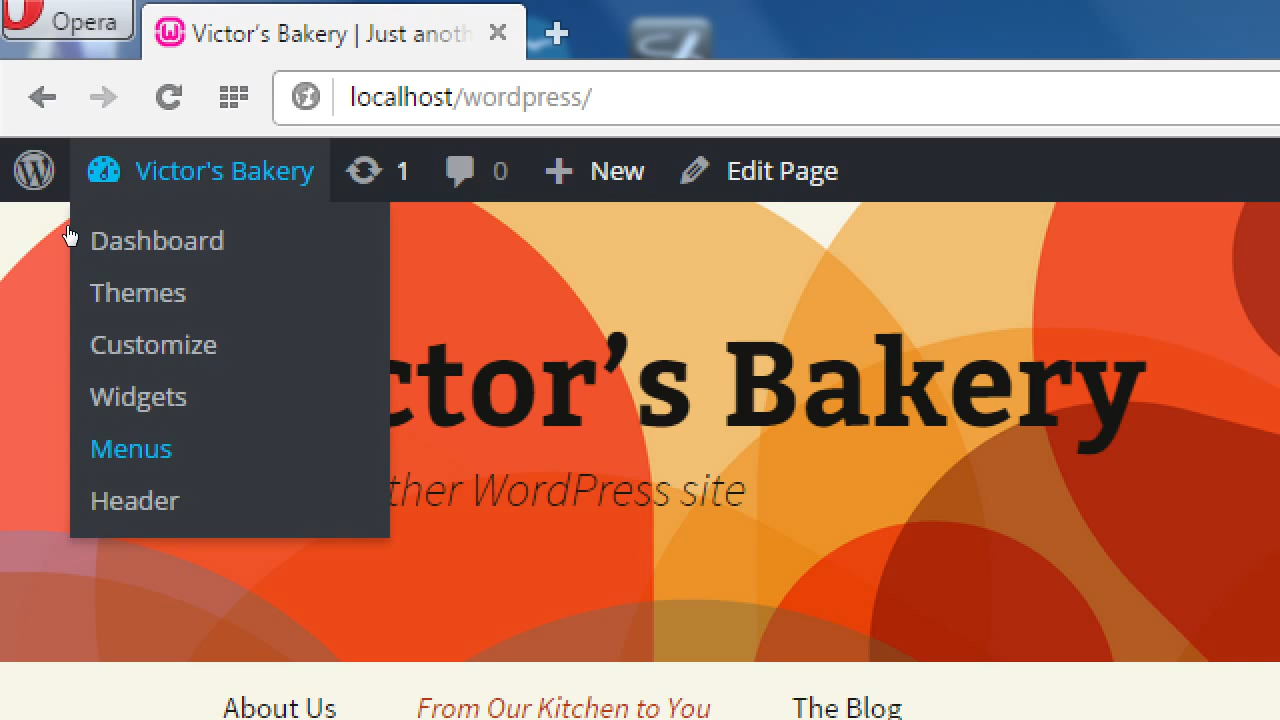 Opera
Victor's Bakery | Just anoth
localhost/wordpress/
Victor's Bakery 1 0 New Edit Page
Dashboard
Themes
Customize
Widgets
Menus
Header
ctor’s Bakery
ther WordPress site
About Us From Our Kitchen to You The Blog